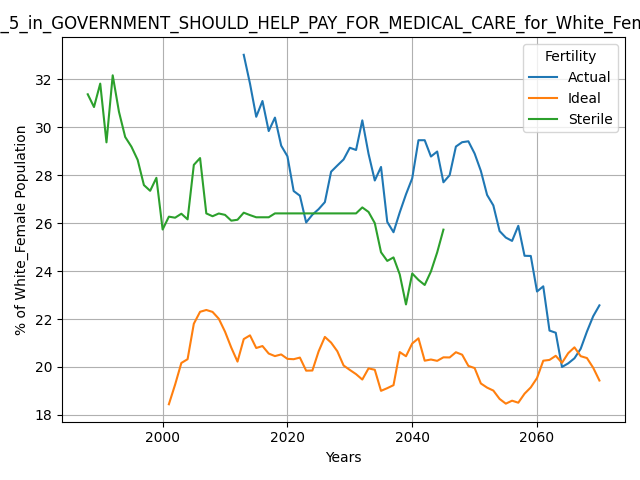 _5_in_GOVERNMENT_SHOULD_HELP_PAY_FOR_MEDICAL_CARE_for_White_Fem
Fertility
Actual
Ideal
Sterile
32
30
28
26
24
22
20
18
% of White_Female Population
2000
2020
2040
2060
Years